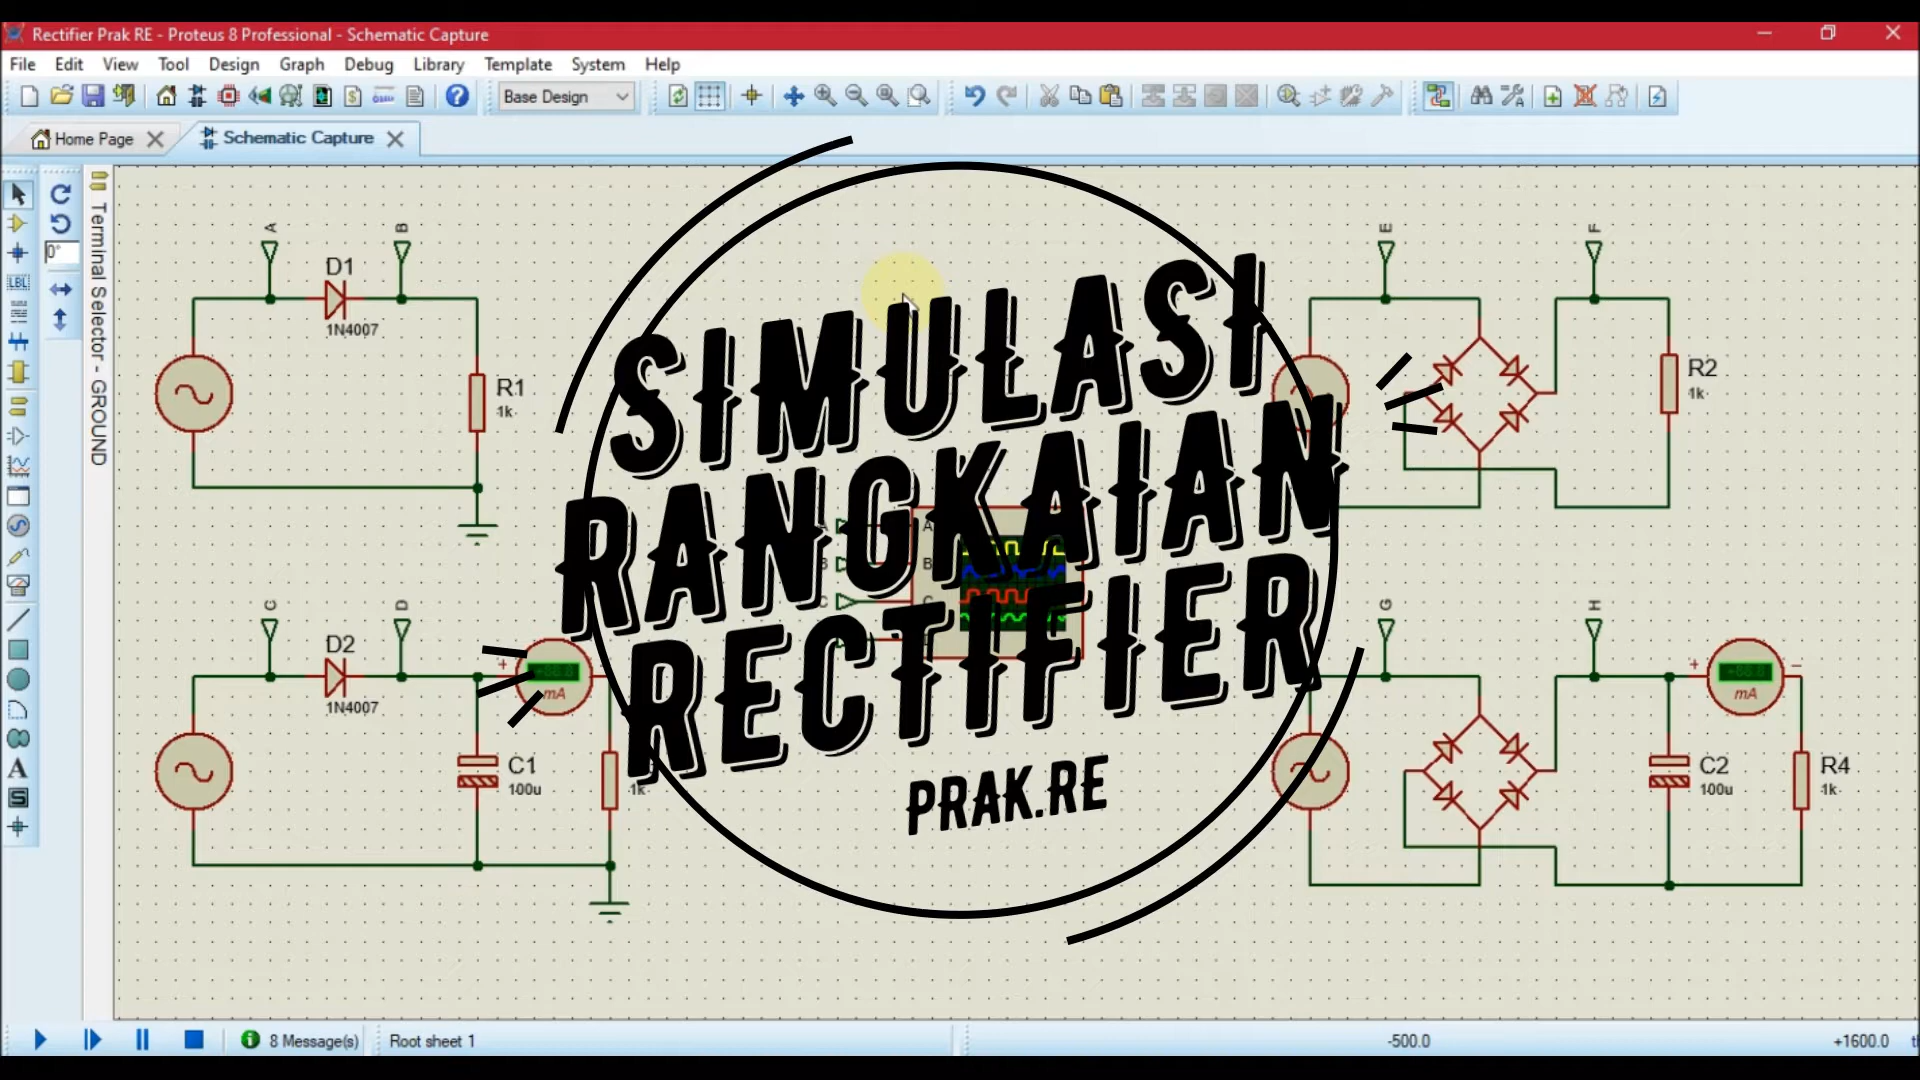 Rectifier Prak RE - Proteus 8 Professional - Schematic Capture
File Edit View Tool Design Graph Debug Library Template System Help
Base Design
Home Page
Schematic Capture
0°
LBL
Terminal Selector - GROUND
A
B
D1
1N4007
R1
1k
E
F
R2
1k
SIMULASI
RANGKAIAN
RECTIFIER
PRAK.RE
A
B
B
C
C
D
D2
1N4007
mA
C1
100u
1k
G
H
mA
C2
100u
R4
1k
A
S
8 Message(s)
Root sheet 1
-500.0
+1600.0